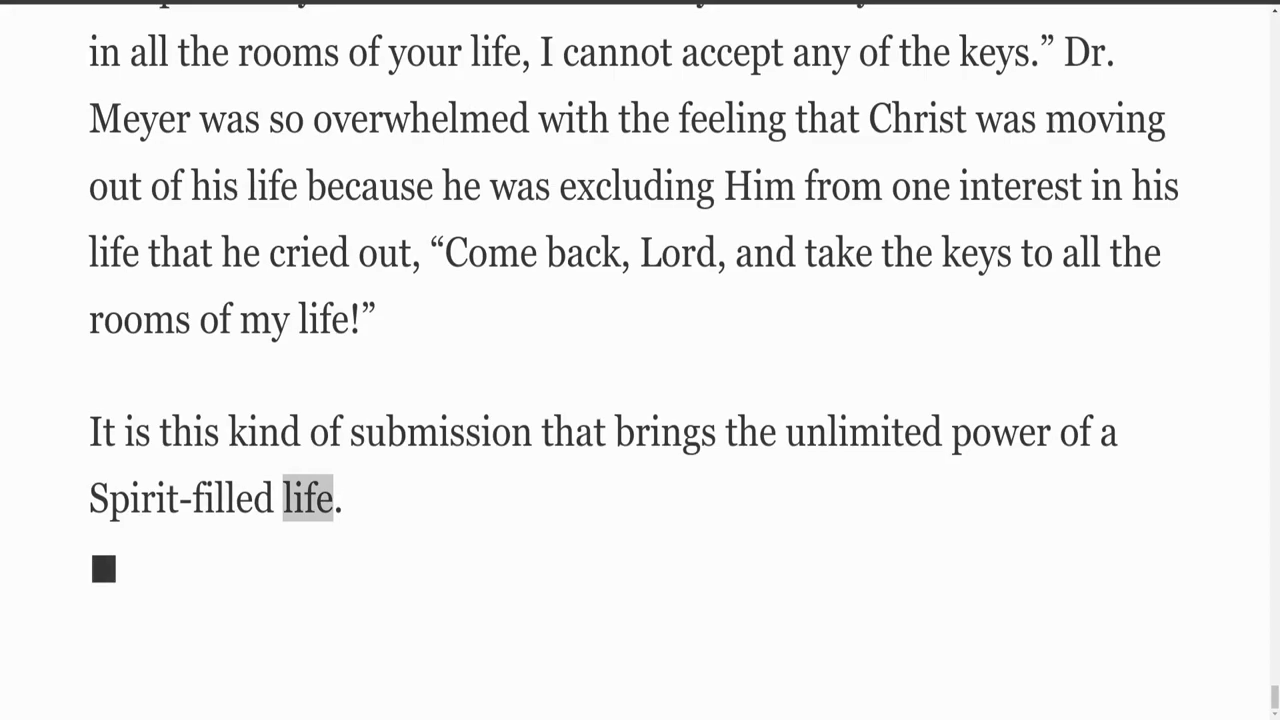 in all the rooms of your life, I cannot accept any of the keys.” Dr.
Meyer was so overwhelmed with the feeling that Christ was moving
out of his life because he was excluding Him from one interest in his
life that he cried out, “Come back, Lord, and take the keys to all the
rooms of my life!”
It is this kind of submission that brings the unlimited power of a
Spirit-filled life.